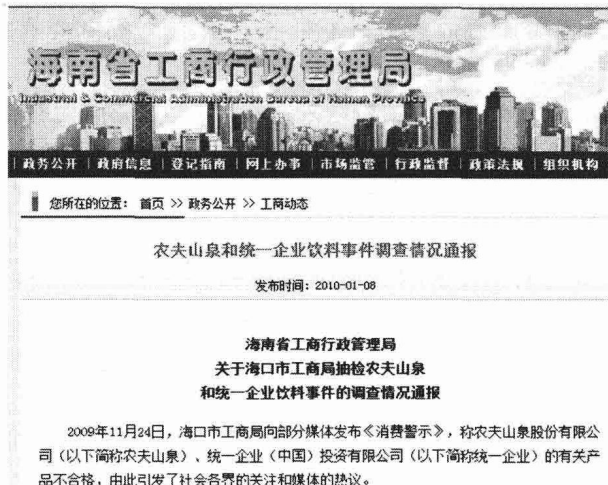 海南省工商行政管理局
Industrial & Commercial Administration Bureau of Hainan Province
政务公开 | 政府信息 | 登记指南 | 网上办事 | 市场监管 | 行政监督 | 政策法规 | 组织机构
您所在的位置： 首页 >> 政务公开 >> 工商动态
农夫山泉和统一企业饮料事件调查情况通报
发布时间：2010-01-08
海南省工商行政管理局
关于海口市工商局抽检农夫山泉
和统一企业饮料事件的调查情况通报
2009年11月24日，海口市工商局向部分媒体发布《消费警示》，称农夫山泉股份有限公
司（以下简称农夫山泉）、统一企业（中国）投资有限公司（以下简称统一企业）的有关产
品不合格，由此引发了社会各界的关注和媒体的热议。